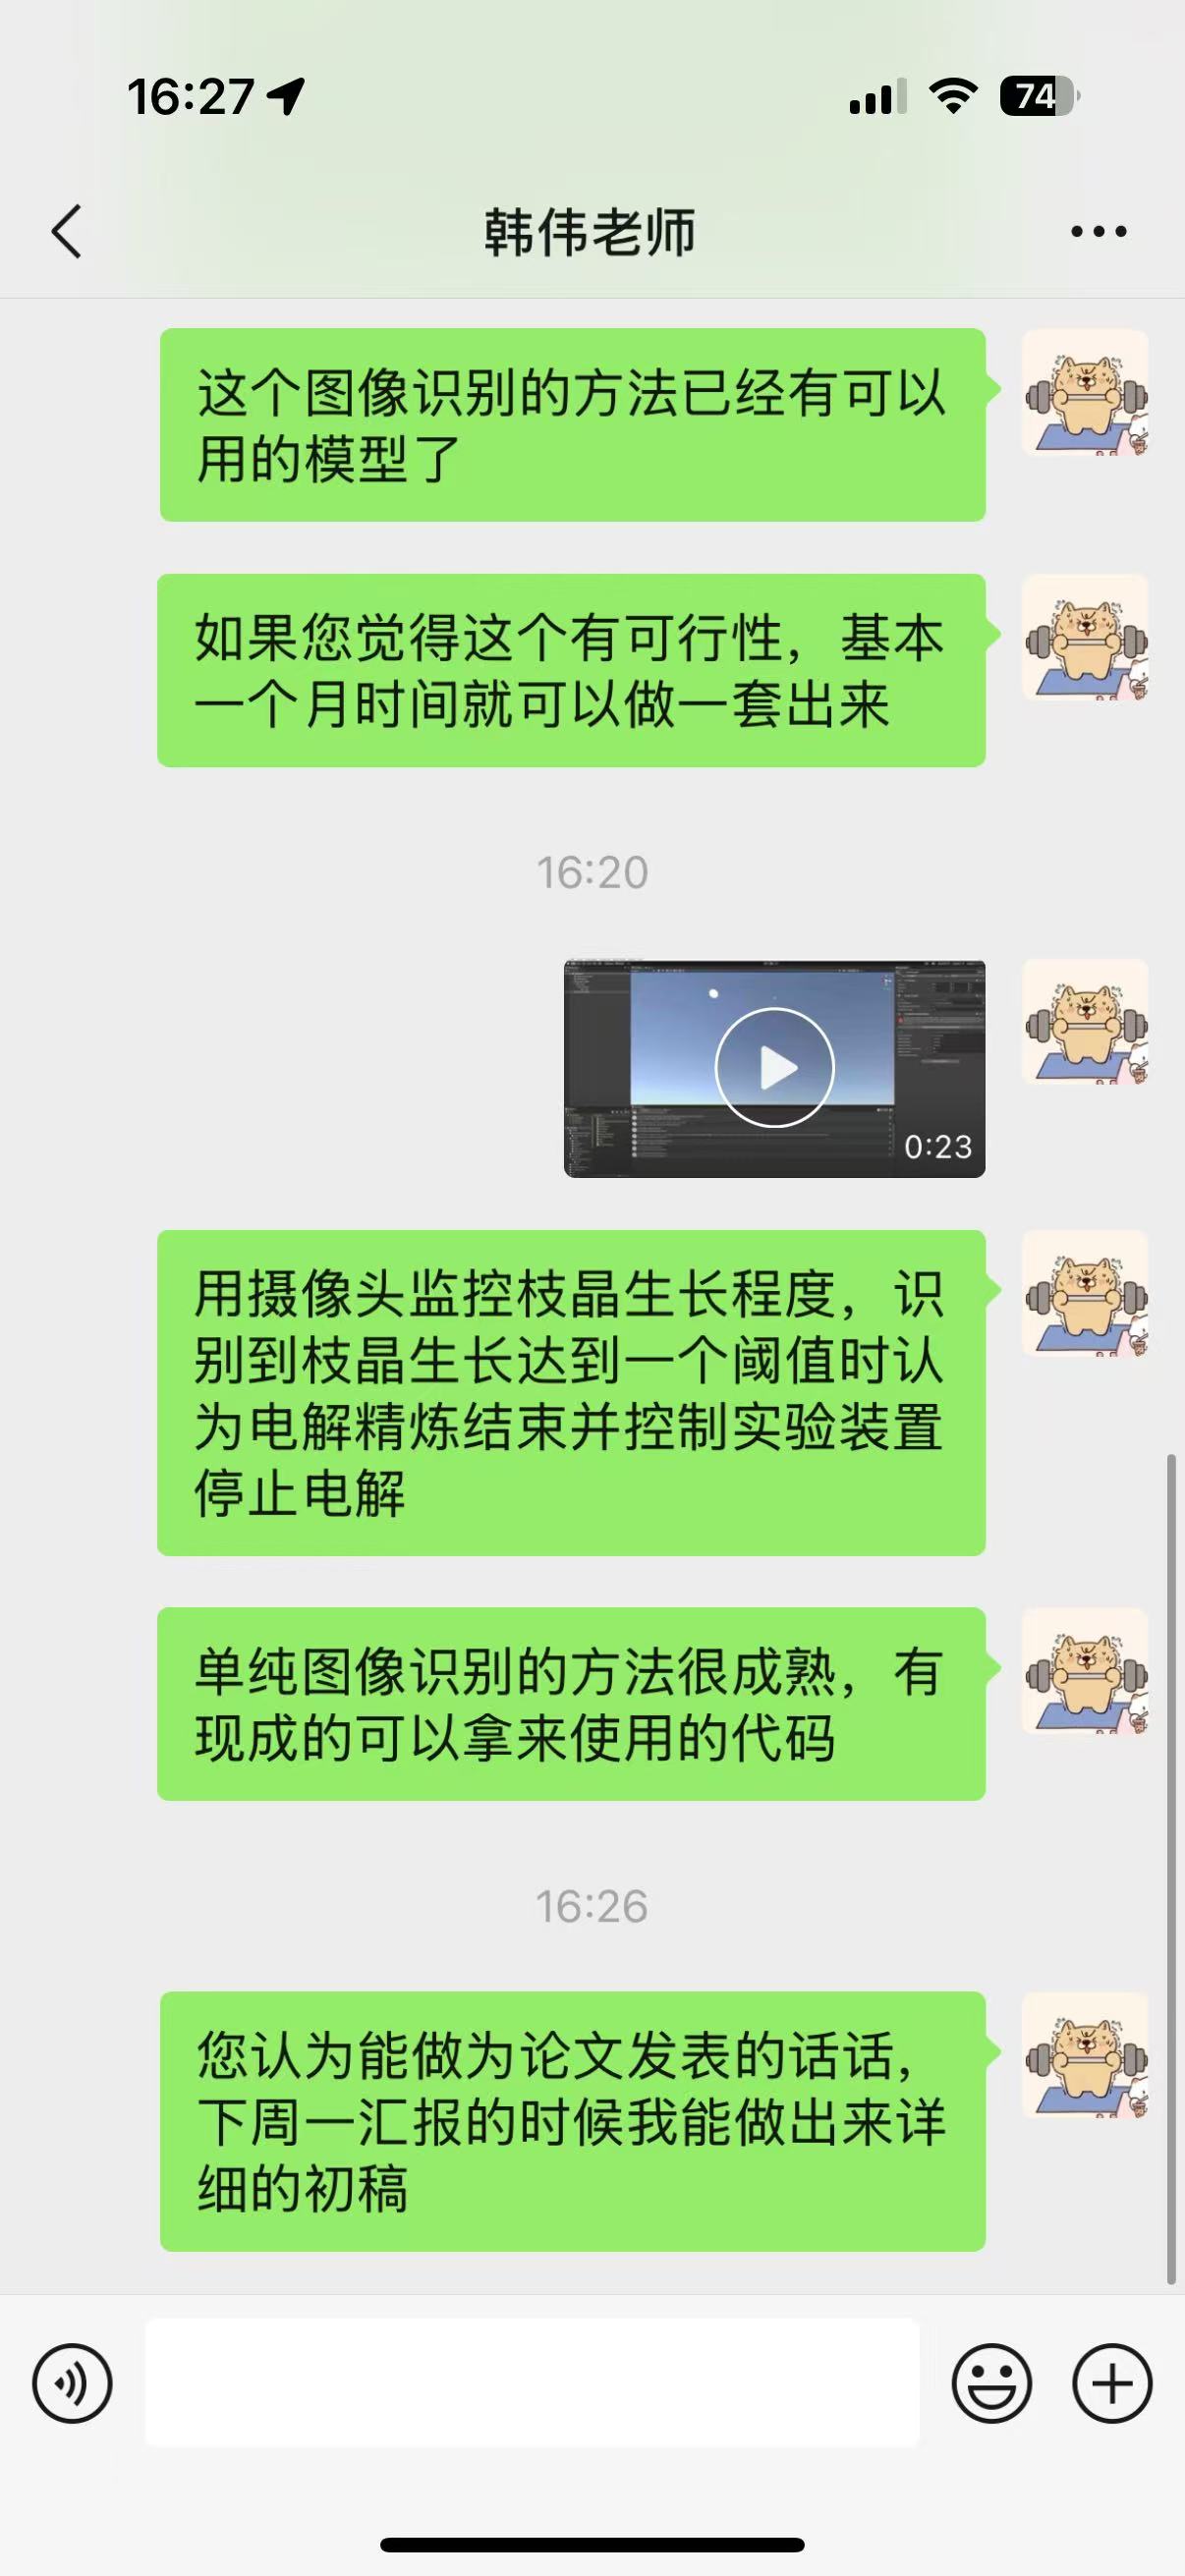 16:27
74
韩伟老师
这个图像识别的方法已经有可以
用的模型了
如果您觉得这个有可行性，基本
一个月时间就可以做一套出来
16:20
0:23
用摄像头监控枝晶生长程度，识
别到枝晶生长达到一个阈值时认
为电解精炼结束并控制实验装置
停止电解
单纯图像识别的方法很成熟，有
现成的可以拿来使用的代码
16:26
您认为能做为论文发表的话话，
下周一汇报的时候我能做出来详
细的初稿